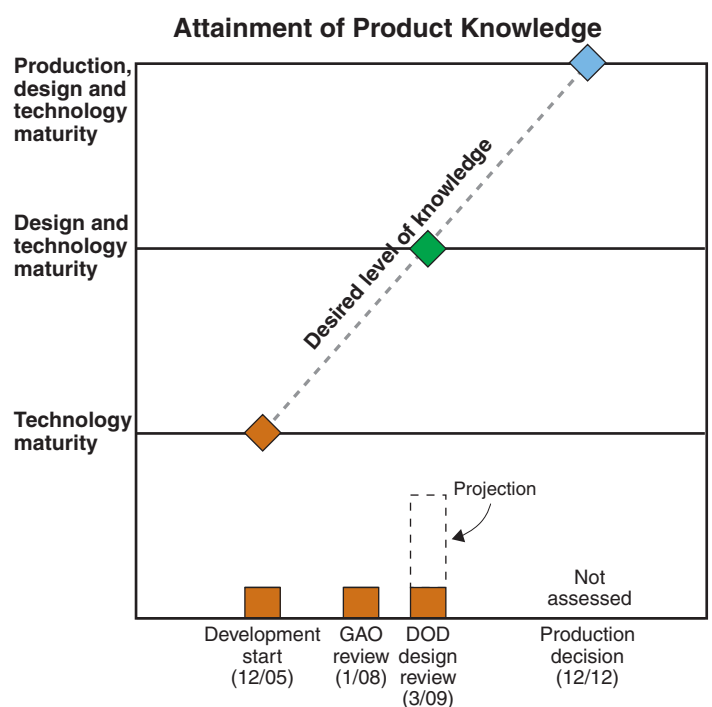 Attainment of Product Knowledge
Production,
design and
technology
maturity
Design and
technology
maturity
Technology
maturity
Desired level of knowledge
Projection
Not
assessed
Development
start
(12/05)
GAO
review
(1/08)
DOD
design
review
(3/09)
Production
decision
(12/12)